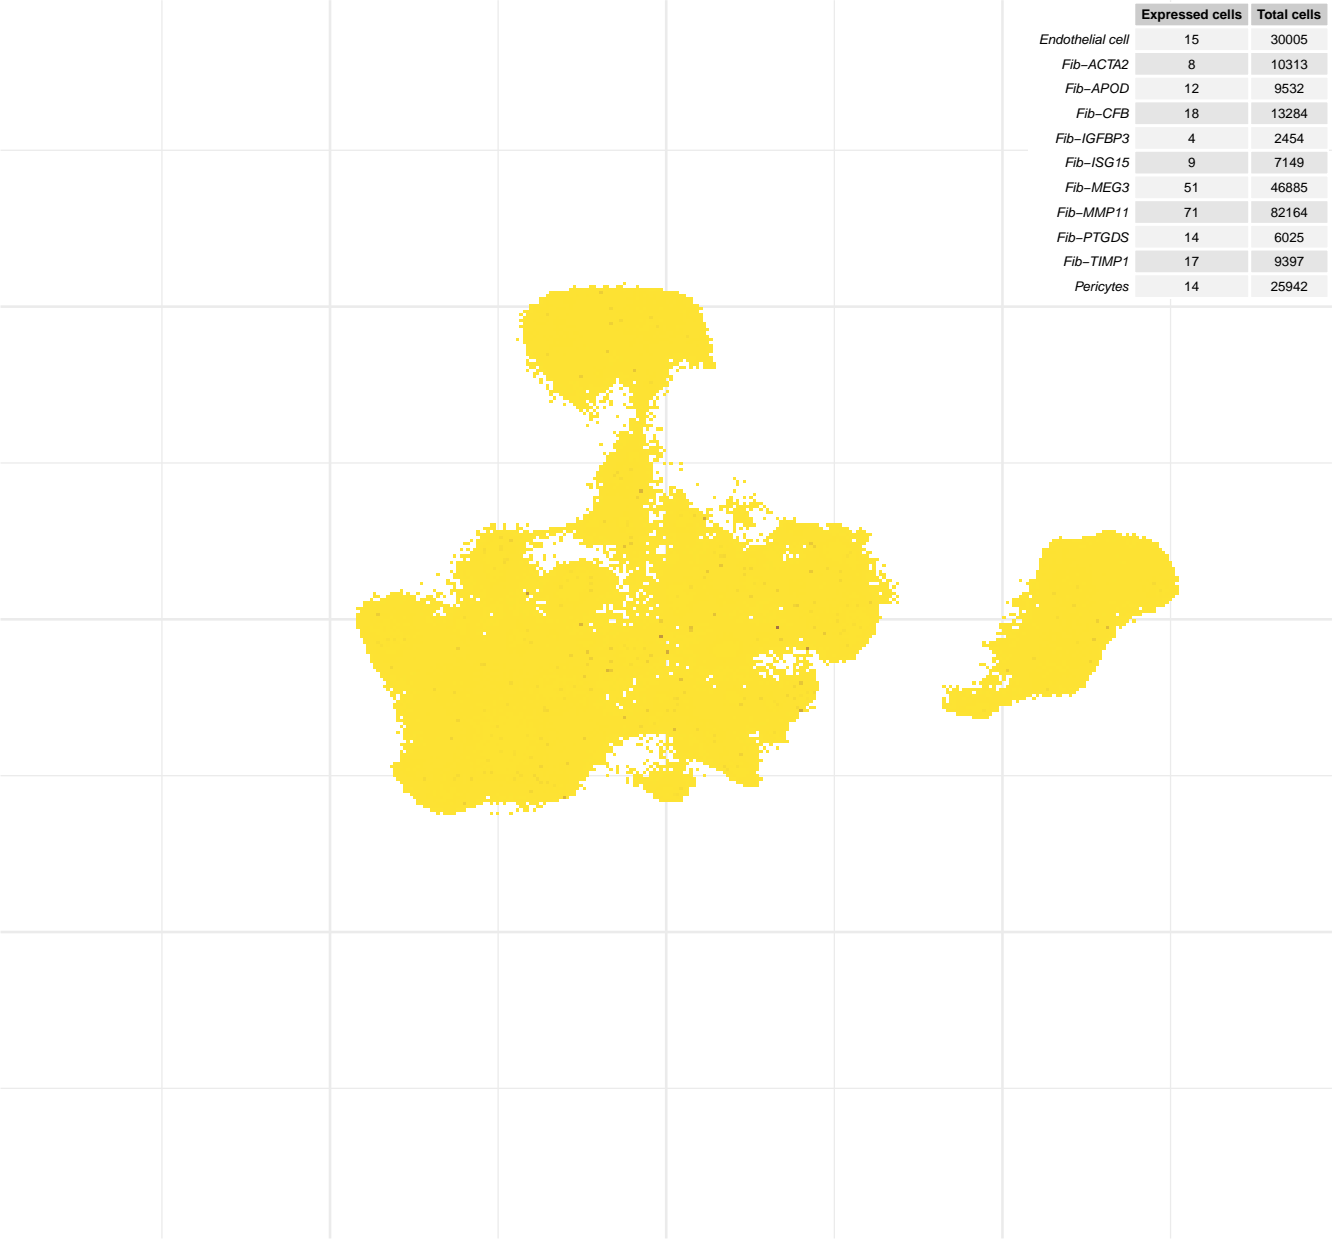 Expressed cells Total cells
Endothelial cell 15 30005
Fib−ACTA2 8 10313
Fib−APOD 12 9532
Fib−CFB 18 13284
Fib−IGFBP3 4 2454
Fib−ISG15 9 7149
Fib−MEG3 51 46885
Fib−MMP11 71 82164
Fib−PTGDS 14 6025
Fib−TIMP1 17 9397
Pericytes 14 25942